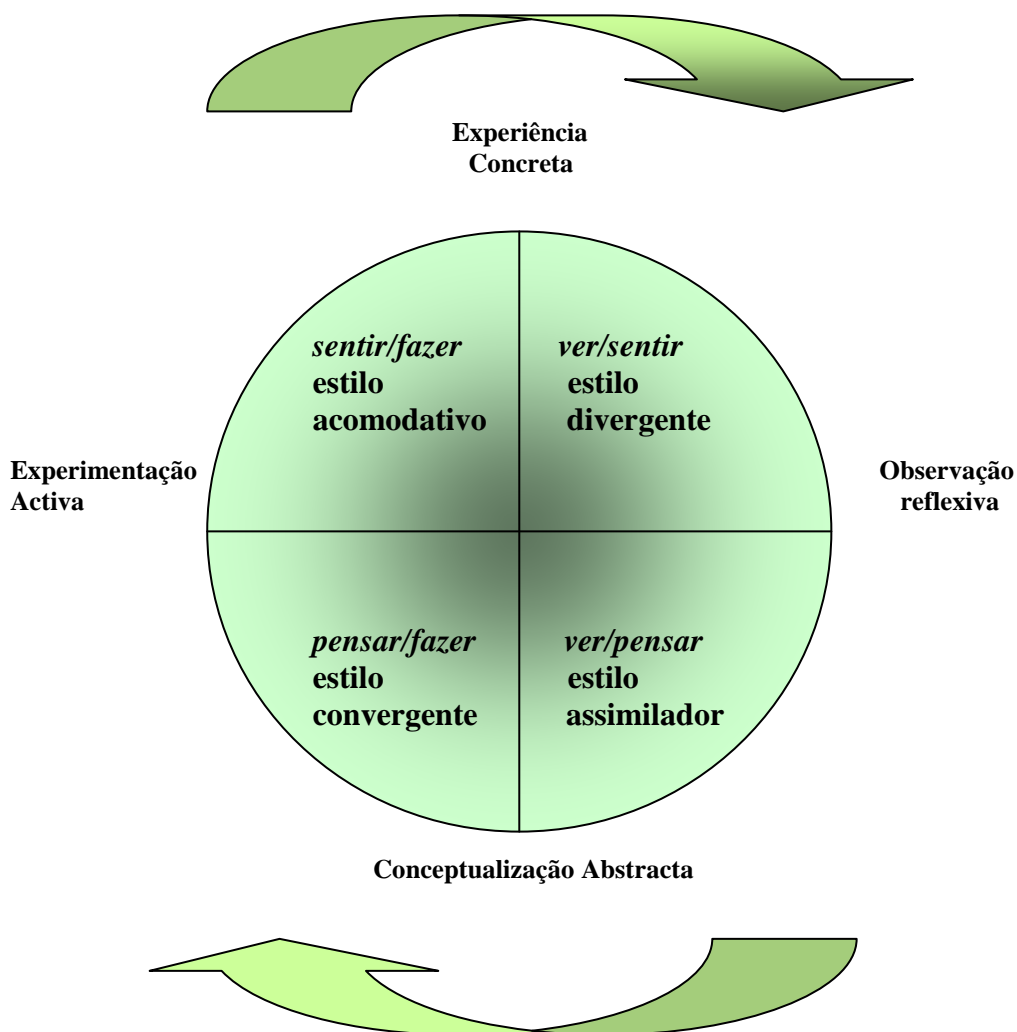 Experiência
Concreta
sentir/fazer
estilo
acomodativo
ver/sentir
estilo
divergente
Experimentação
Activa
Observação
reflexiva
pensar/fazer
estilo
convergente
ver/pensar
estilo
assimilador
Conceptualização Abstracta